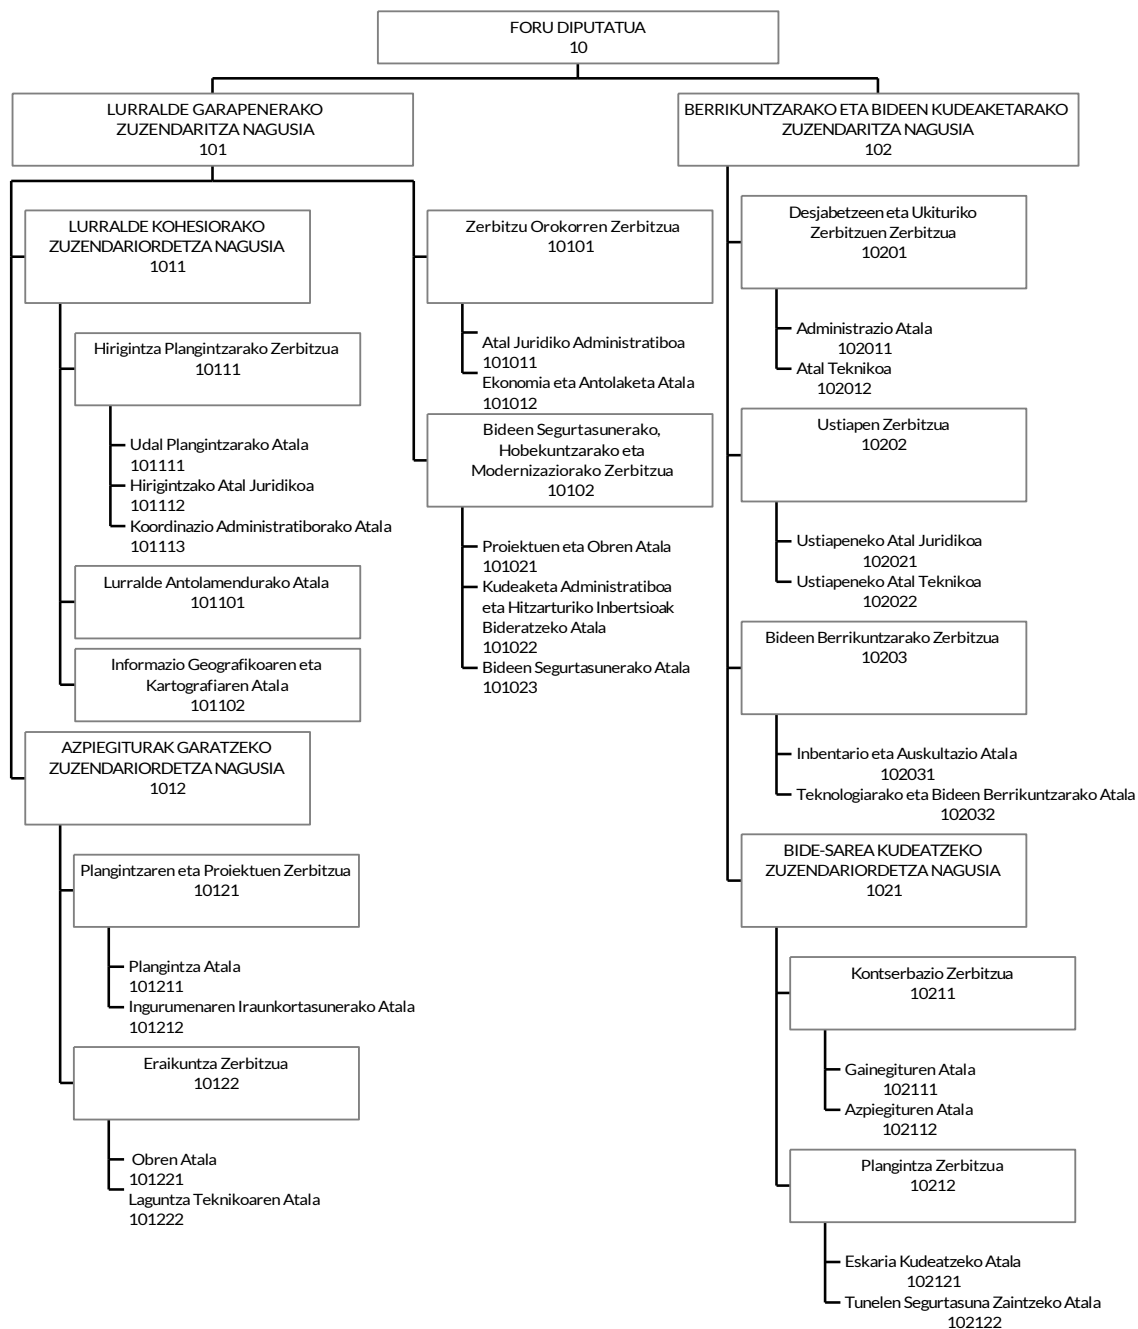 FORU DIPUTATUA
10
LURRALDE GARAPENERAKO
ZUZENDARITZA NAGUSIA
101
LURRALDE KOHESIORAKO
ZUZENDARIORDETZA NAGUSIA
1011
Hirigintza Plangintzarako Zerbitzua
10111
Udal Plangintzarako Atala
101111
Hirigintzako Atal Juridikoa
101112
Koordinazio Administratiborako Atala
101113
Lurralde Antolamendurako Atala
101101
Informazio Geografikoaren eta
Kartografiaren Atala
101102
AZPIEGITURAK GARATZEKO
ZUZENDARIORDETZA NAGUSIA
1012
Plangintzaren eta Proiektuen Zerbitzua
10121
Plangintza Atala
101211
Ingurumenaren Iraunkortasunerako Atala
101212
Eraikuntza Zerbitzua
10122
Obren Atala
101221
Laguntza Teknikoaren Atala
101222
Zerbitzu Orokorren Zerbitzua
10101
Atal Juridiko Administratiboa
101011
Ekonomia eta Antolaketa Atala
101012
Bideen Segurtasunerako,
Hobekuntzarako eta
Modernizaziorako Zerbitzua
10102
Proiektuen eta Obren Atala
101021
Kudeaketa Administratiboa
eta Hitzarturiko Inbertsioak
Bideratzeko Atala
101022
Bideen Segurtasunerako Atala
101023
BERRIKUNTZARAKO ETA BIDEEN KUDEAKETARAKO
ZUZENDARITZA NAGUSIA
102
Desjabetzeen eta Ukituriko
Zerbitzuen Zerbitzua
10201
Administrazio Atala
102011
Atal Teknikoa
102012
Ustiapen Zerbitzua
10202
Ustiapeneko Atal Juridikoa
102021
Ustiapeneko Atal Teknikoa
102022
Bideen Berrikuntzarako Zerbitzua
10203
Inbentario eta Auskultazio Atala
102031
Teknologiarako eta Bideen Berrikuntzarako Atala
102032
BIDE-SAREA KUDEATZEKO
ZUZENDARIORDETZA NAGUSIA
1021
Kontserbazio Zerbitzua
10211
Gainegituren Atala
102111
Azpiegituren Atala
102112
Plangintza Zerbitzua
10212
Eskaria Kudeatzeko Atala
102121
Tunelen Segurtasuna Zaintzeko Atala
102122